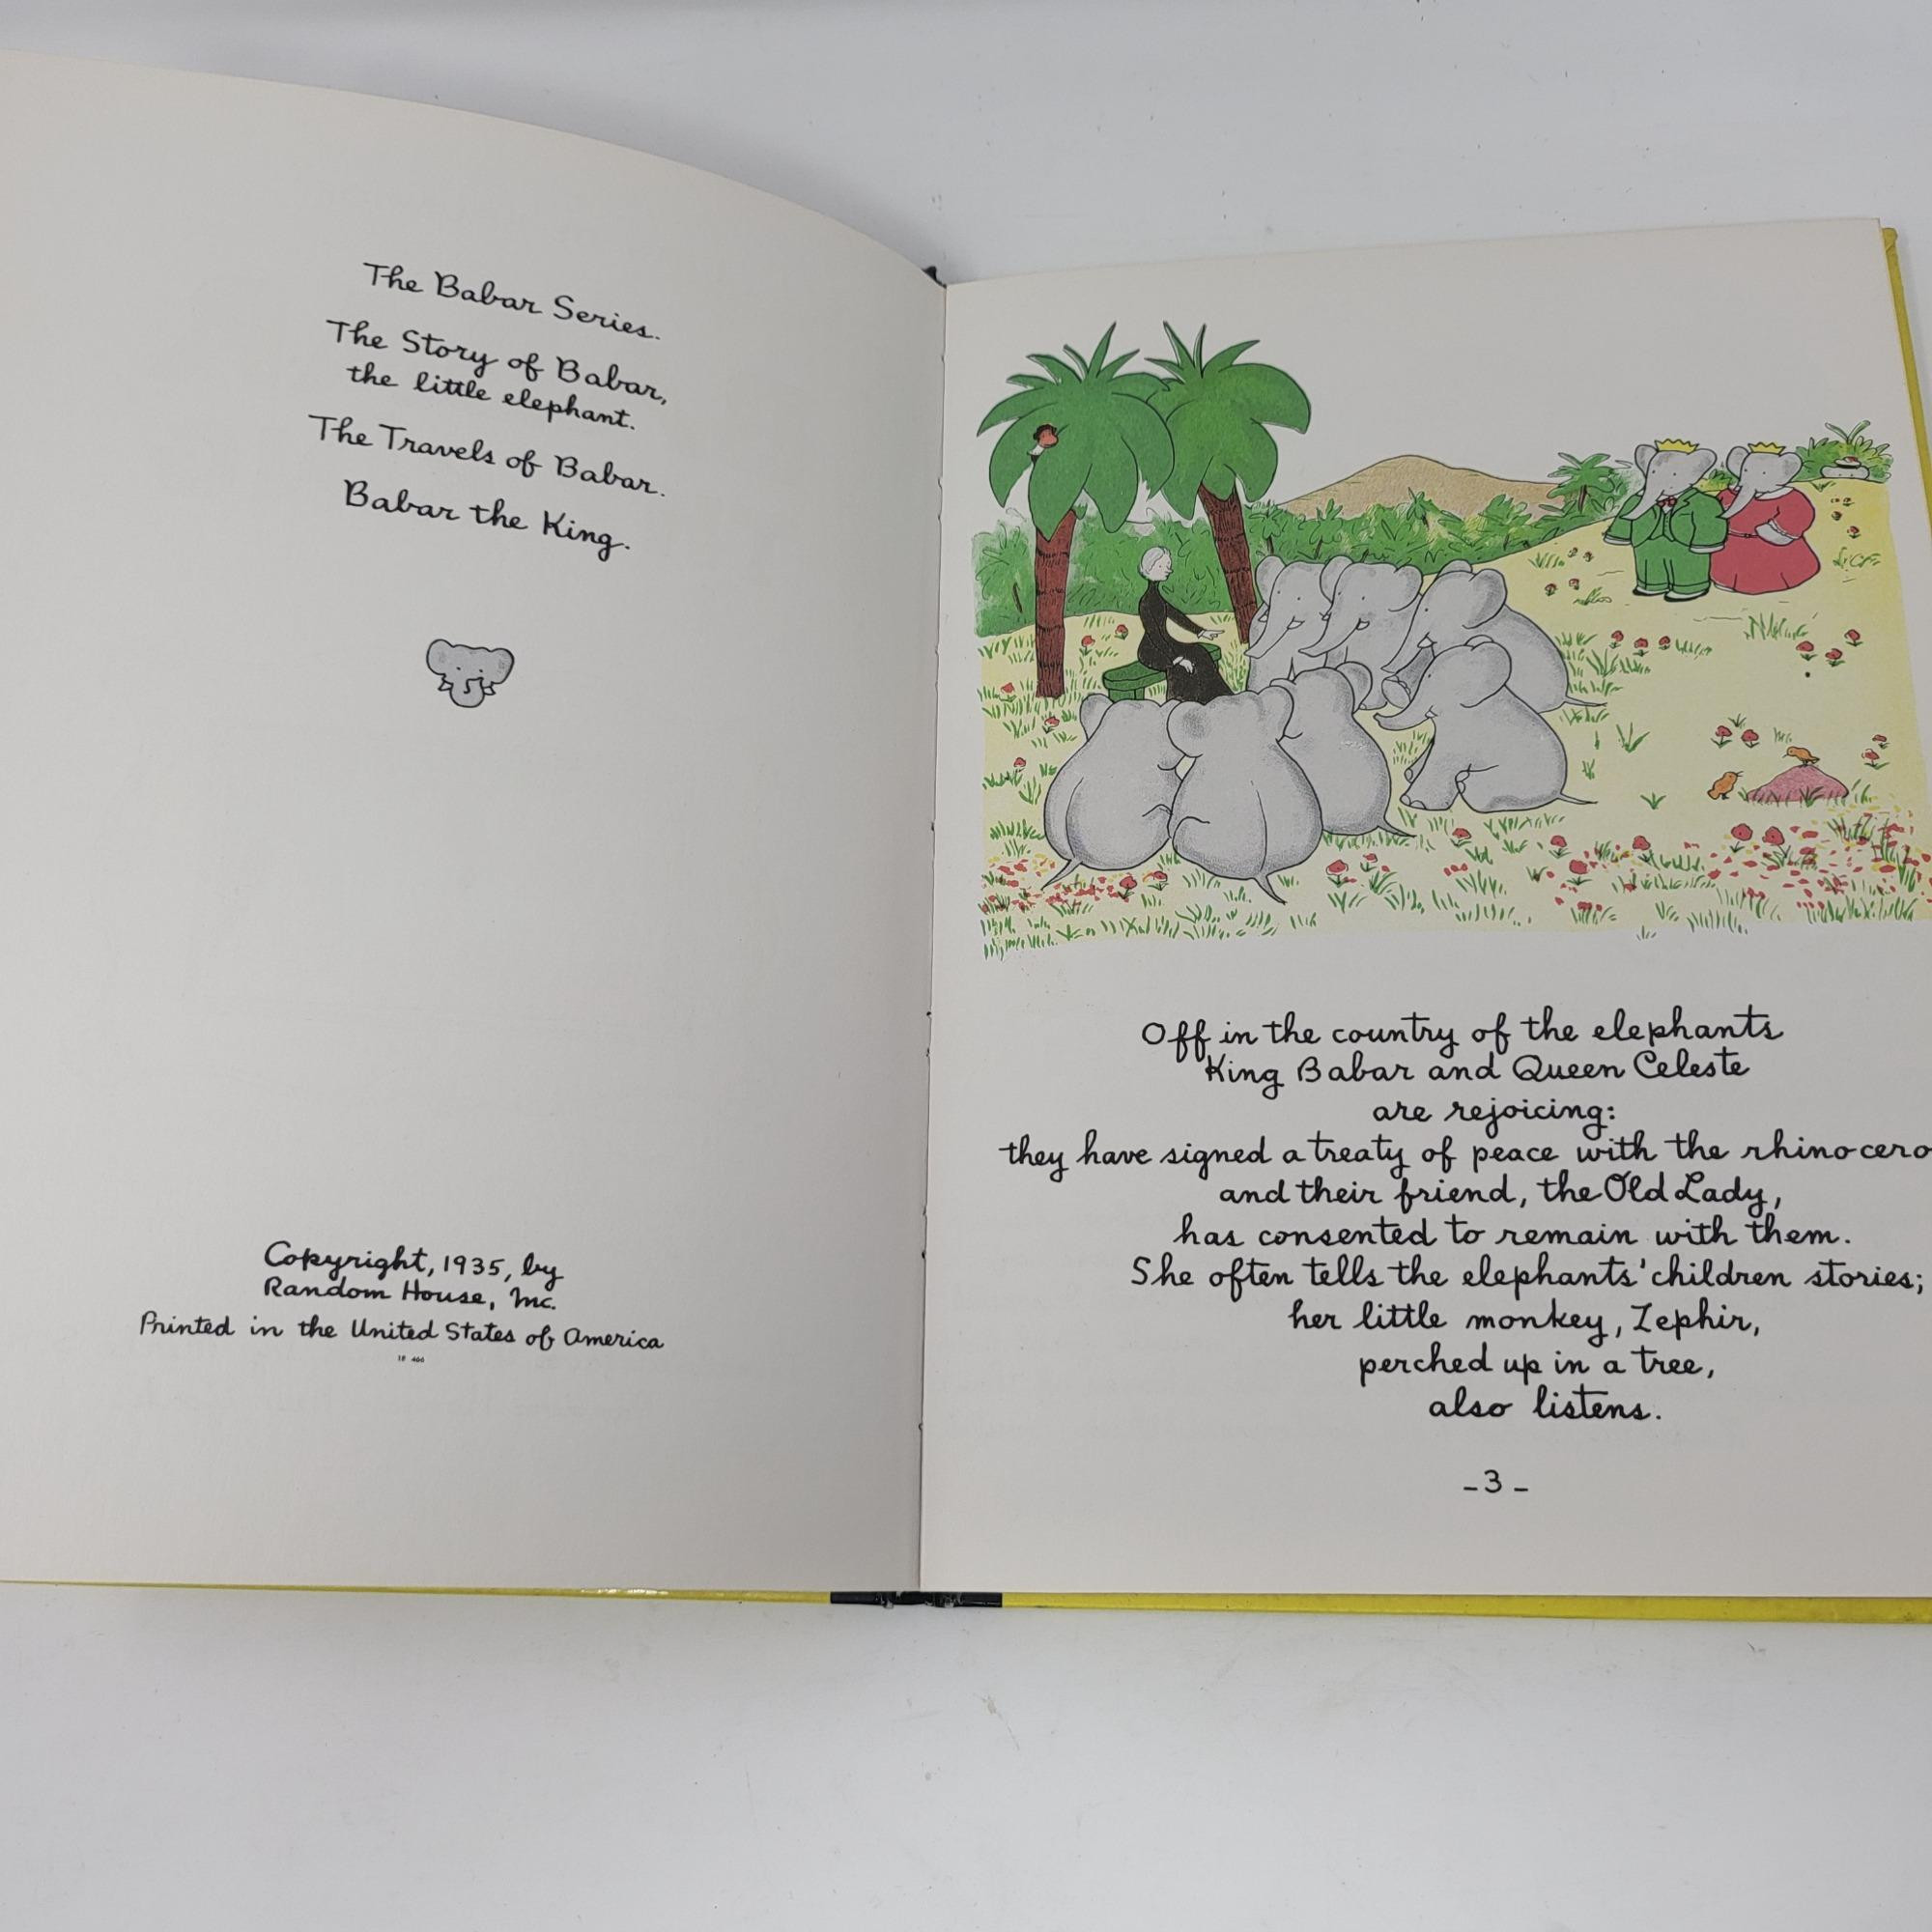 The Babar Series.
The Story of Babar,
the little elephant.
The Travels of Babar.
Babar the King.
Copyright, 1935, by
Random House, Inc.
Printed in the United States of America
Off in the country of the elephants
King Babar and Queen Celeste
are rejoicing:
they have signed a treaty of peace with the rhinocero
and their friend, the Old Lady,
has consented to remain with them.
She often tells the elephants' children stories;
her little monkey, Zephir,
perched up in a tree,
also listens.
_ 3 _